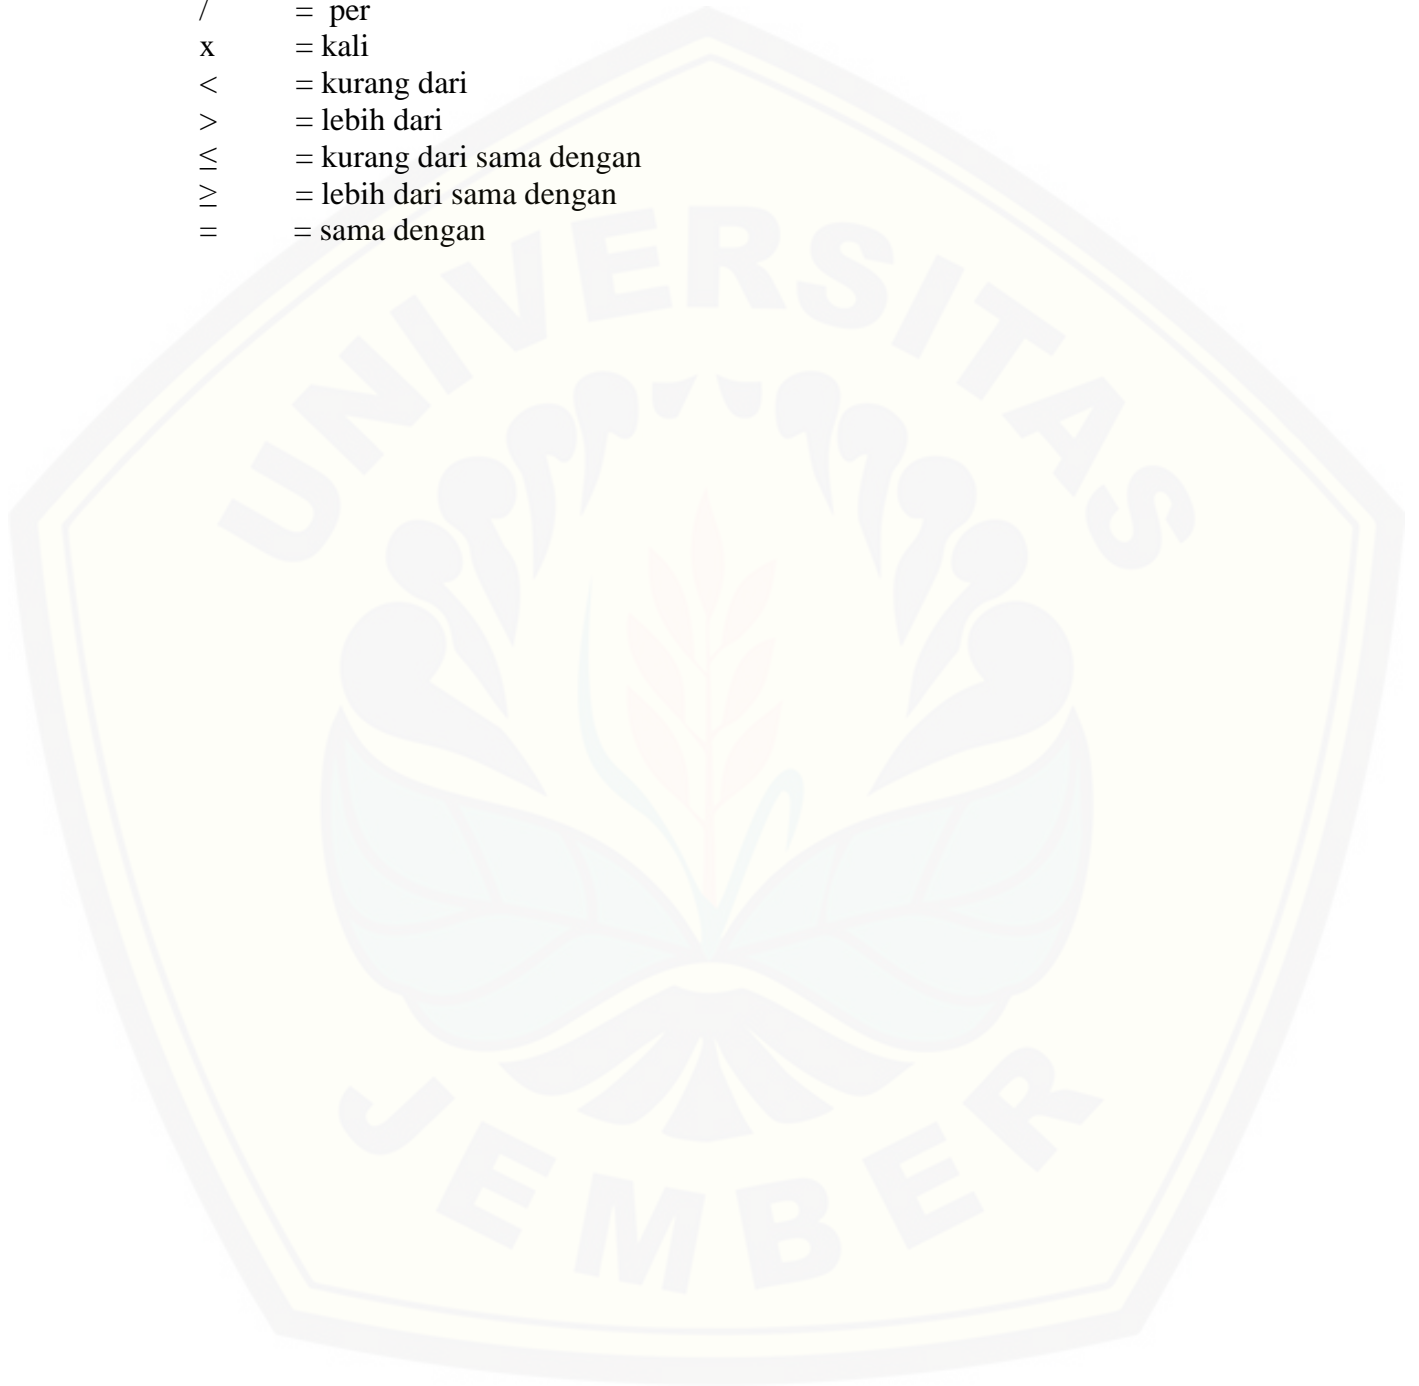 / = per
x = kali
< = kurang dari
> = lebih dari
≤ = kurang dari sama dengan
≥ = lebih dari sama dengan
= = sama dengan
UNIVERSITAS
JEMBER